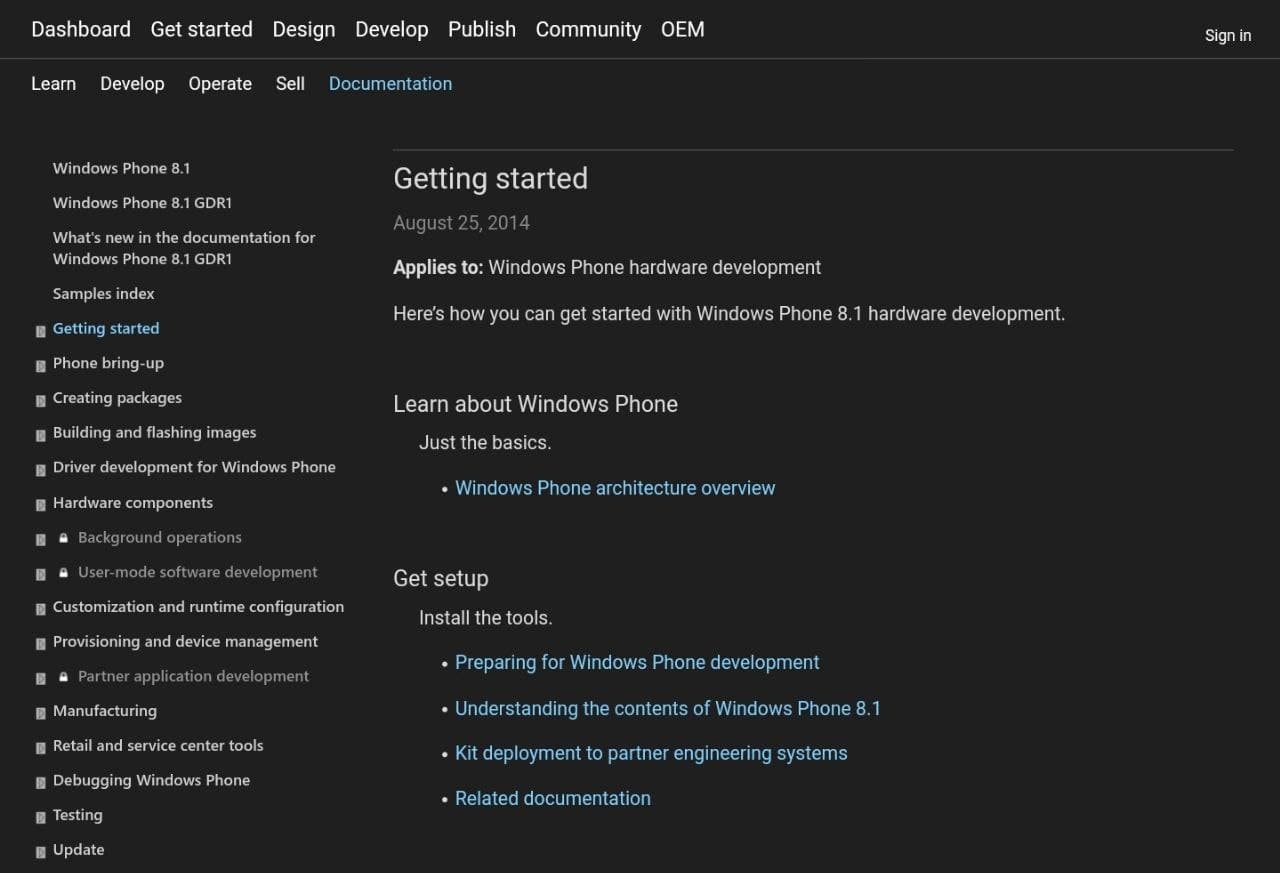 Dashboard Get started Design Develop Publish Community OEM
Sign in
Learn Develop Operate Sell Documentation
Windows Phone 8.1
Windows Phone 8.1 GDR1
What's new in the documentation for
Windows Phone 8.1 GDR1
Samples index
Getting started
Phone bring-up
Creating packages
Building and flashing images
Driver development for Windows Phone
Hardware components
Background operations
User-mode software development
Customization and runtime configuration
Provisioning and device management
Partner application development
Manufacturing
Retail and service center tools
Debugging Windows Phone
Testing
Update
Getting started
August 25, 2014
Applies to: Windows Phone hardware development
Here’s how you can get started with Windows Phone 8.1 hardware development.
Learn about Windows Phone
Just the basics.
• Windows Phone architecture overview
Get setup
Install the tools.
• Preparing for Windows Phone development
• Understanding the contents of Windows Phone 8.1
• Kit deployment to partner engineering systems
• Related documentation